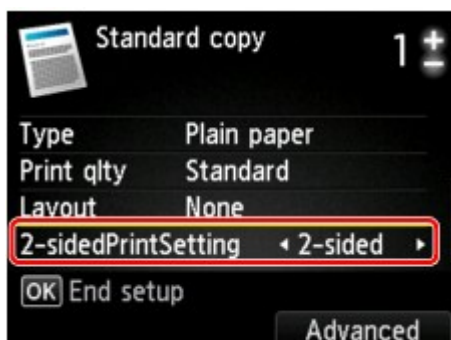 Standard copy 1
Type Plain paper
Print qlty Standard
Layout None
2-sidedPrintSetting 2-sided
OK End setup
Advanced